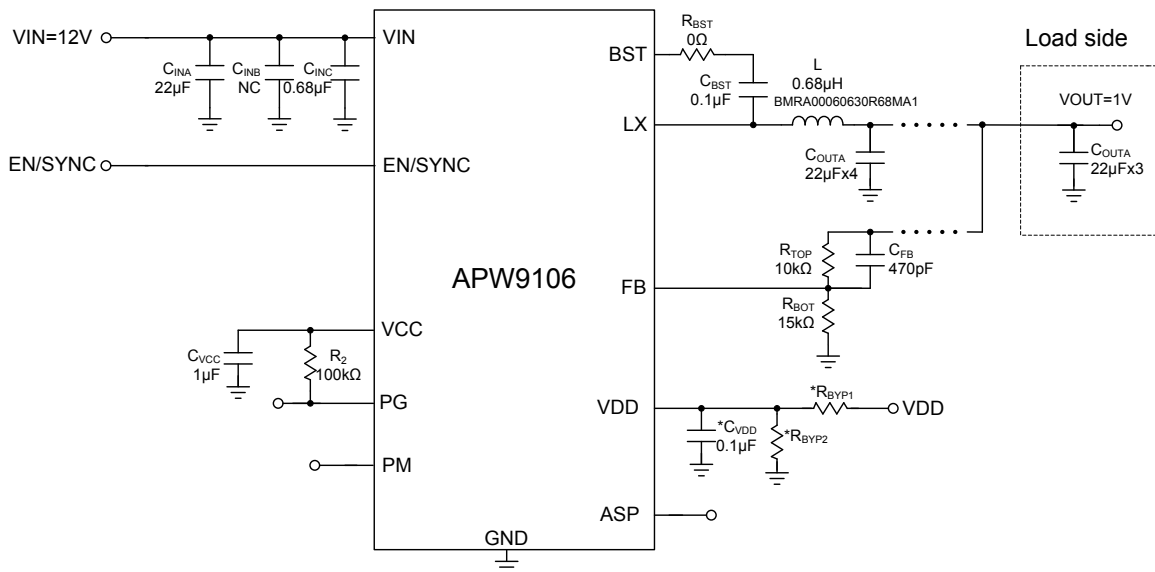 VIN=12V
C_INA
22µF
C_INB
NC
C_INC
0.68µF
VIN
EN/SYNC
EN/SYNC
VCC
C_VCC
1µF
R_2
100kΩ
PG
PM
GND
APW9106
BST
R_BST
0Ω
C_BST
0.1µF
L
0.68µH
BMRA00060630R68MA1
LX
C_OUTA
22µFx4
Load side
VOUT=1V
C_OUTA
22µFx3
R_TOP
10kΩ
C_FB
470pF
FB
R_BOT
15kΩ
VDD
*R_BYP1
VDD
*C_VDD
0.1µF
*R_BYP2
ASP